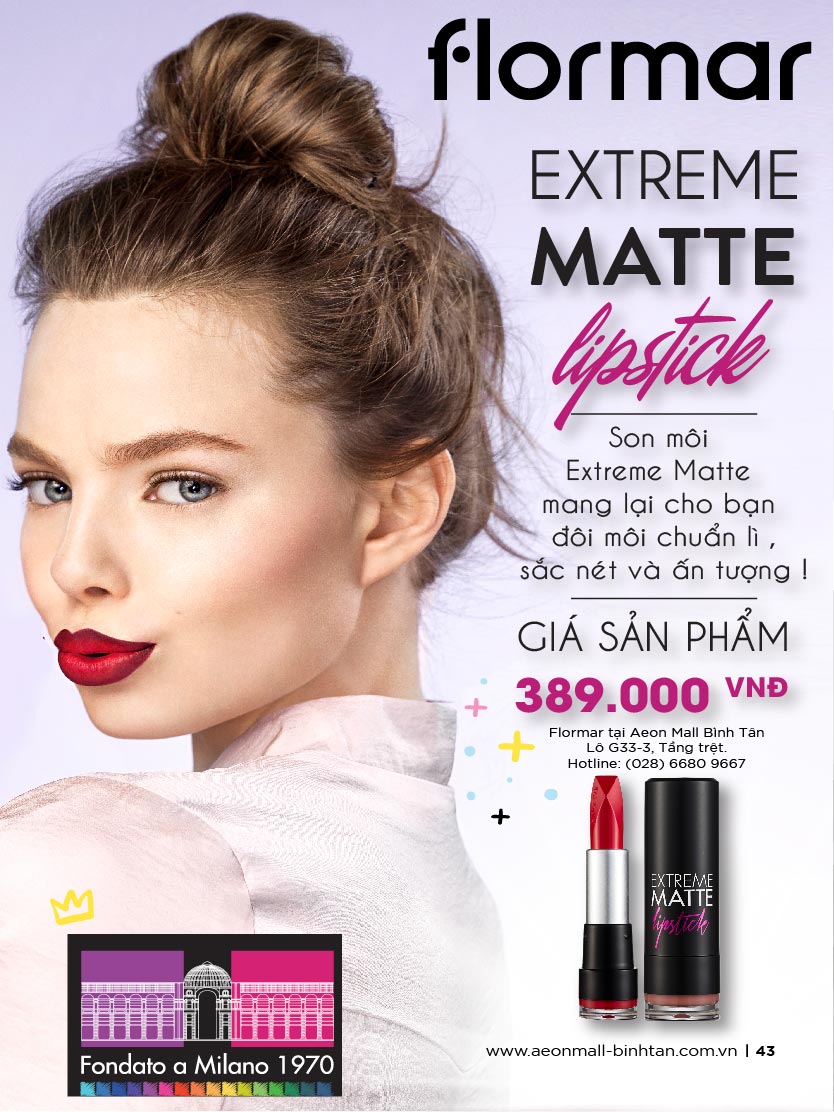 flormar
EXTREME
MATTE
lipstick
Son môi
Extreme Matte
mang lại cho bạn
đôi môi chuẩn lì ,
sắc nét và ấn tượng !
GIÁ SẢN PHẨM
389.000 VNĐ
Flormar tại Aeon Mall Bình Tân
Lô G33-3, Tầng trệt.
Hotline: (028) 6680 9667
EXTREME
MATTE
lipstick
Fondato a Milano 1970
www.aeonmall-binhtan.com.vn | 43